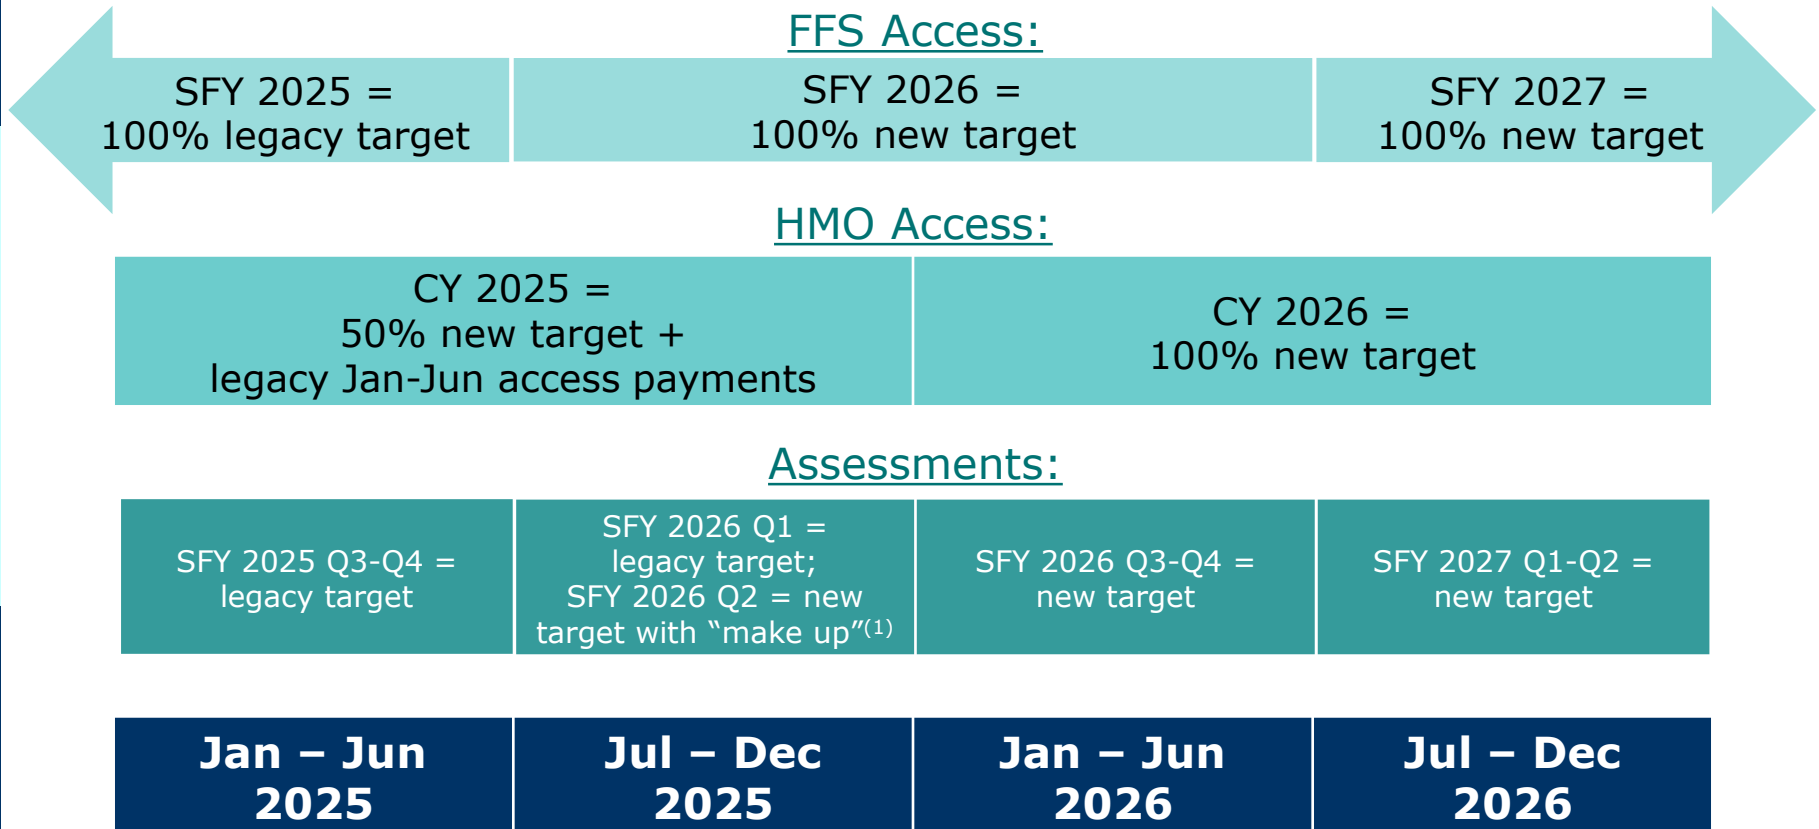 FFS Access:
SFY 2025 =
100% legacy target
SFY 2026 =
100% new target
SFY 2027 =
100% new target
HMO Access:
CY 2025 =
50% new target +
legacy Jan-Jun access payments
CY 2026 =
100% new target
Assessments:
SFY 2025 Q3-Q4 =
legacy target
SFY 2026 Q1 =
legacy target;
SFY 2026 Q2 = new
target with “make up”(1)
SFY 2026 Q3-Q4 =
new target
SFY 2027 Q1-Q2 =
new target
Jan – Jun
2025
Jul – Dec
2025
Jan – Jun
2026
Jul – Dec
2026